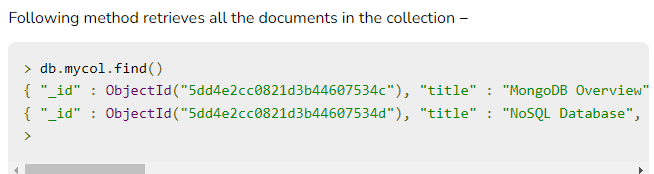 Following method retrieves all the documents in the collection −
> db.mycol.find()
{ "_id" : ObjectId("5dd4e2cc0821d3b44607534c"), "title" : "MongoDB Overview"
{ "_id" : ObjectId("5dd4e2cc0821d3b44607534d"), "title" : "NoSQL Database",
>